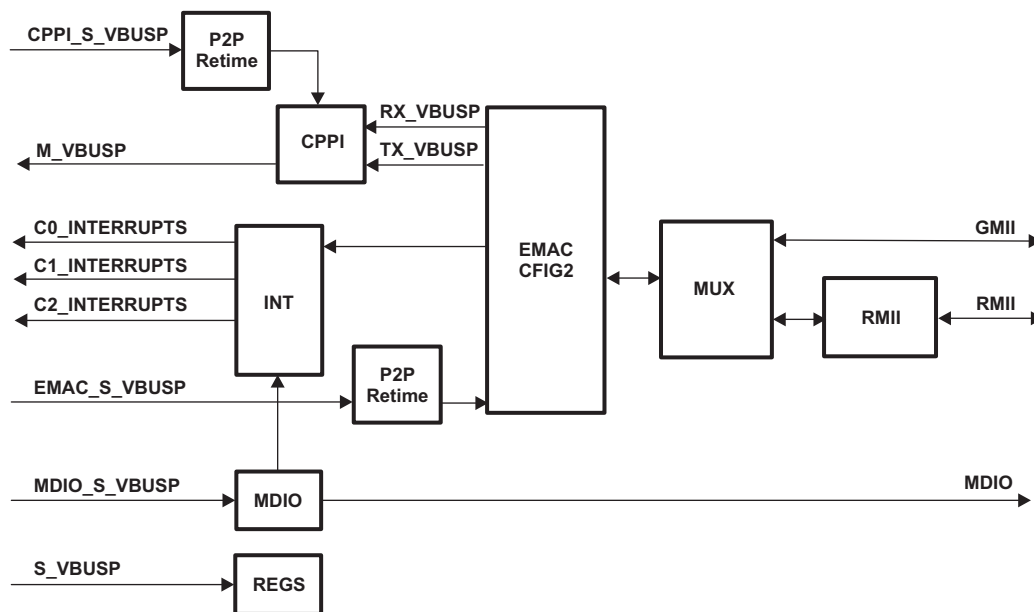 CPPI_S_VBUSP
P2P
Retime
CPPI
RX_VBUSP
TX_VBUSP
M_VBUSP
C0_INTERRUPTS
C1_INTERRUPTS
C2_INTERRUPTS
INT
EMAC
CFIG2
MUX
GMII
RMII
RMII
EMAC_S_VBUSP
P2P
Retime
MDIO_S_VBUSP
MDIO
MDIO
S_VBUSP
REGS